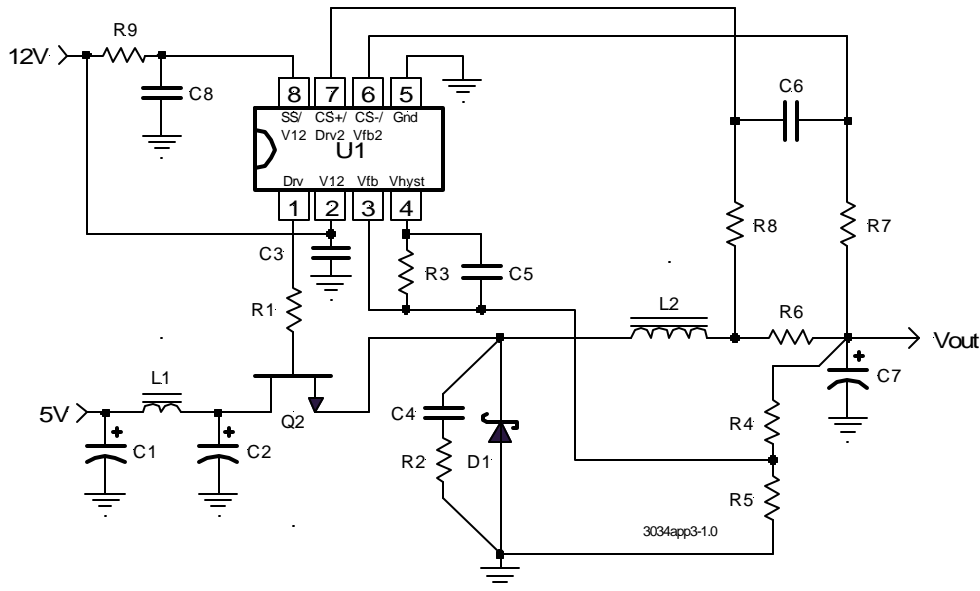 R9
12V
C8
8 7 6 5
SS/ CS+/ CS-/ Gnd
V12 Drv2 Vfb2
U1
Drv V12 Vfb Vhyst
1 2 3 4
C6
R8
R7
C3
R3
C5
R1
L2
R6
Vout
L1
C7
5V
Q2
C4
R4
C1
C2
R2
D1
R5
3034app3-1.0